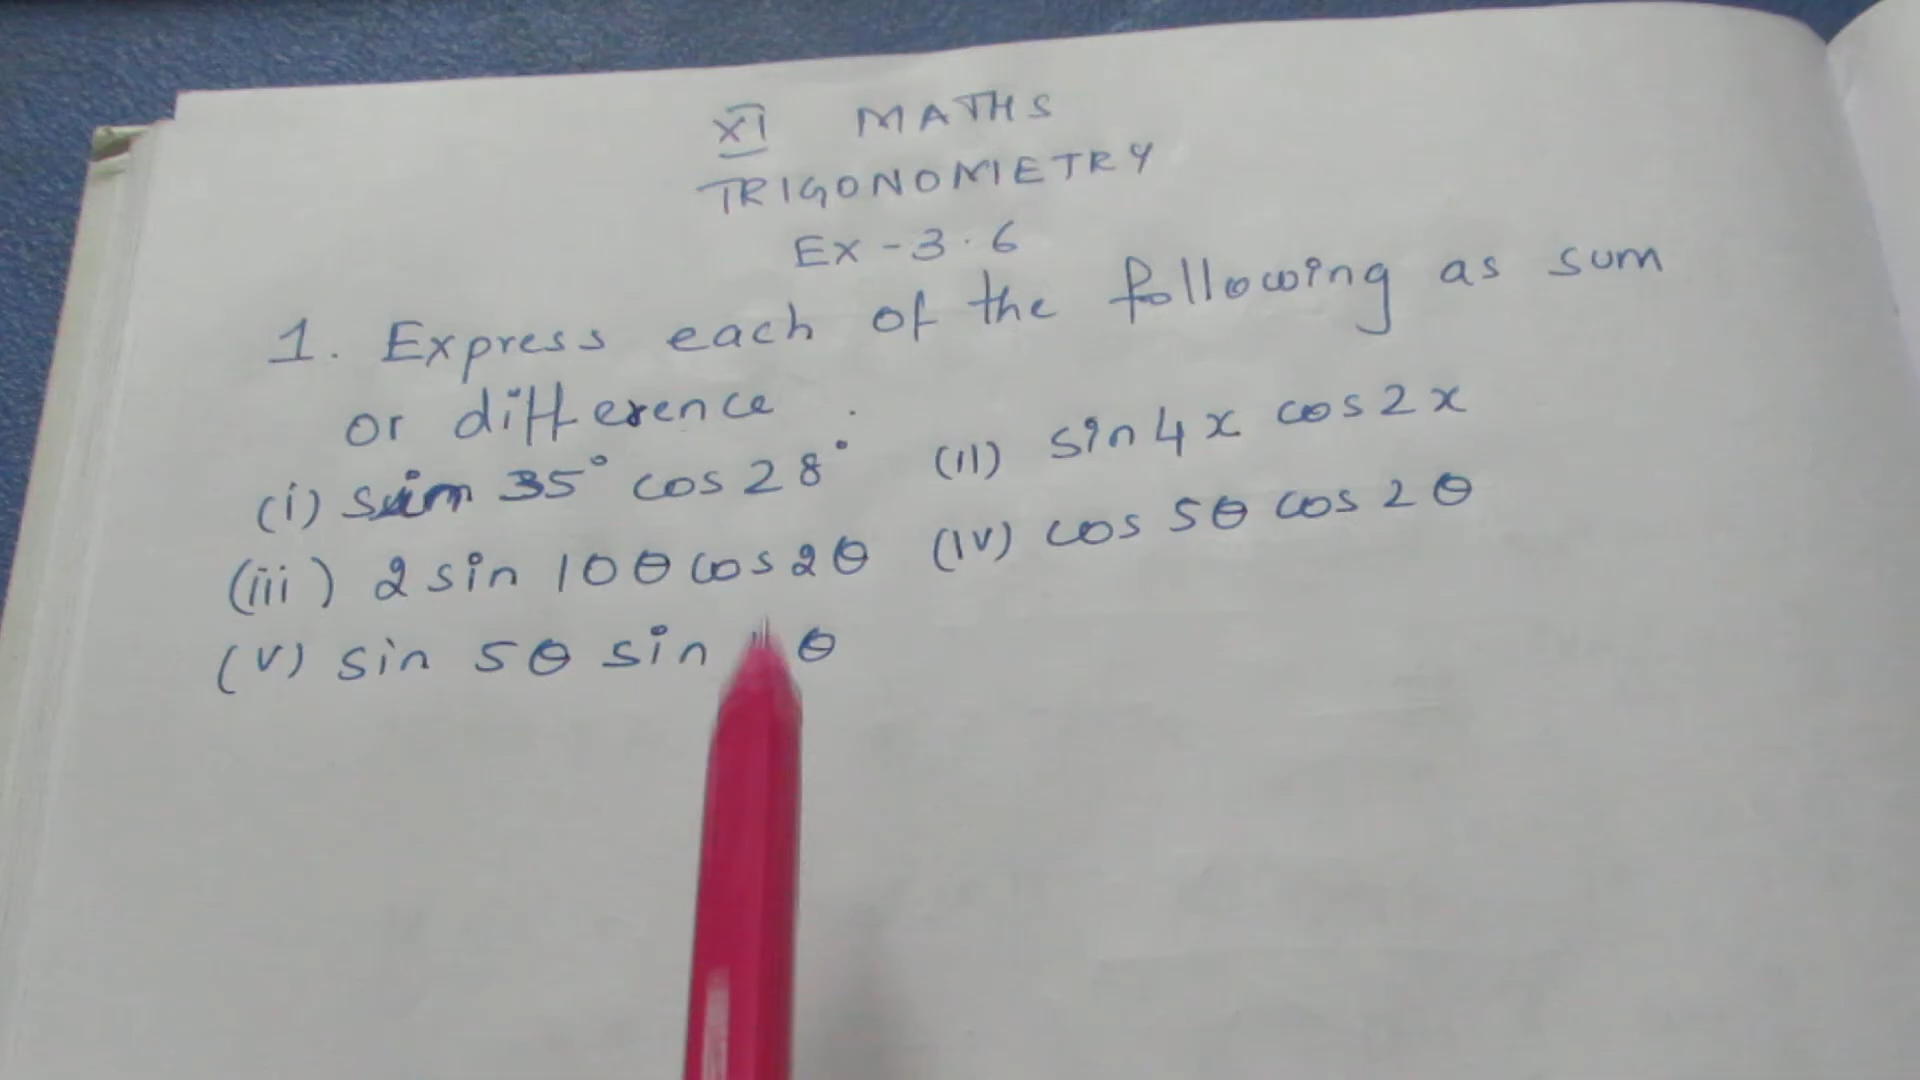 XI MATHS
TRIGONOMETRY
EX - 3.6
1. Express each of the following as sum
or difference
(i) sin 35° cos 28° (II) sin 4x cos 2x
(iii) 2 sin 10θ cos 2θ (IV) cos 5θ cos 2θ
(V) sin 5θ sin θ